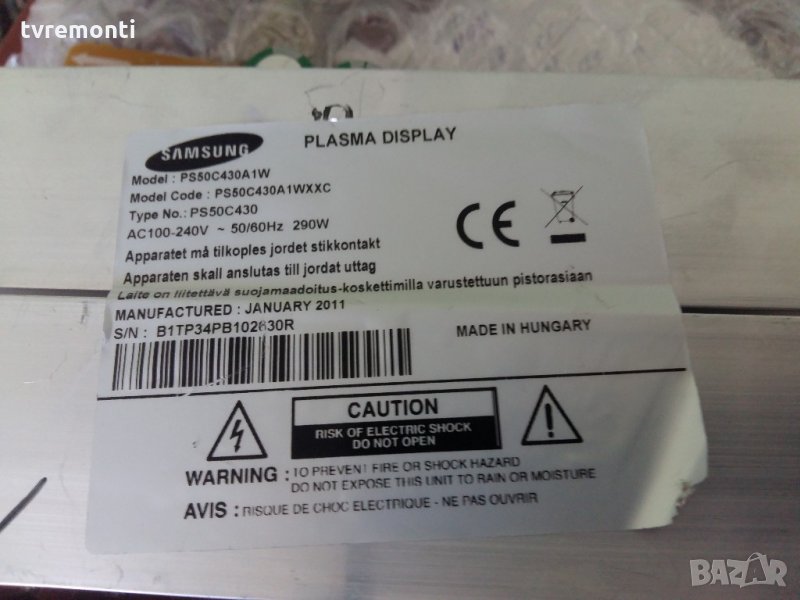 tvremonti
SAMSUNG
PLASMA DISPLAY
Model : PS50C430A1W
Model Code : PS50C430A1WXXC
Type No.: PS50C430
AC100-240V ~ 50/60Hz 290W
Apparatet må tilkoples jordet stikkontakt
Apparaten skall anslutas till jordat uttag
Laite on liitettävä suojamaadoitus-koskettimilla varustettuun pistorasiaan
MANUFACTURED : JANUARY 2011
S/N : B1TP34PB102630R
MADE IN HUNGARY
CE
CAUTION
RISK OF ELECTRIC SHOCK
DO NOT OPEN
WARNING : TO PREVENT FIRE OR SHOCK HAZARD
DO NOT EXPOSE THIS UNIT TO RAIN OR MOISTURE
AVIS : RISQUE DE CHOC ELECTRIQUE - NE PAS OUVRIR
BAZAR